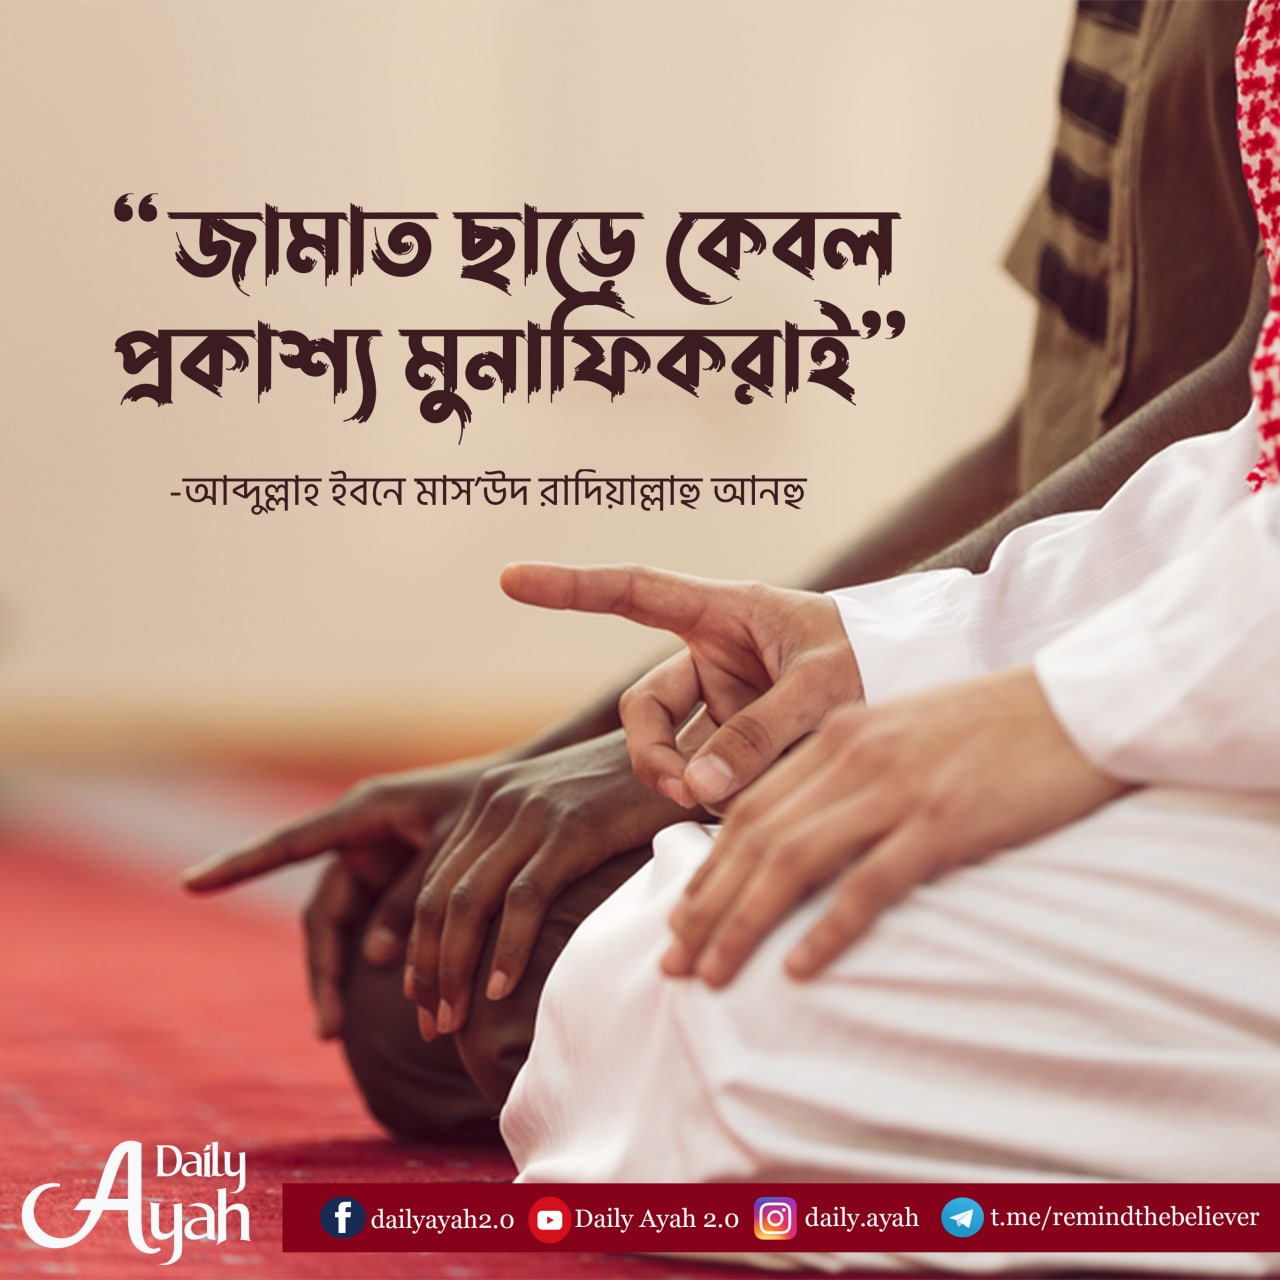 “জামাত ছাড়ে কেবল
প্রকাশ্য মুনাফিকরাই”
-আব্দুল্লাহ ইবনে মাস’উদ রাদিয়াল্লাহু আনহু
Daily
Ayah
dailyayah2.0 Daily Ayah 2.0 daily.ayah t.me/remindthebeliever